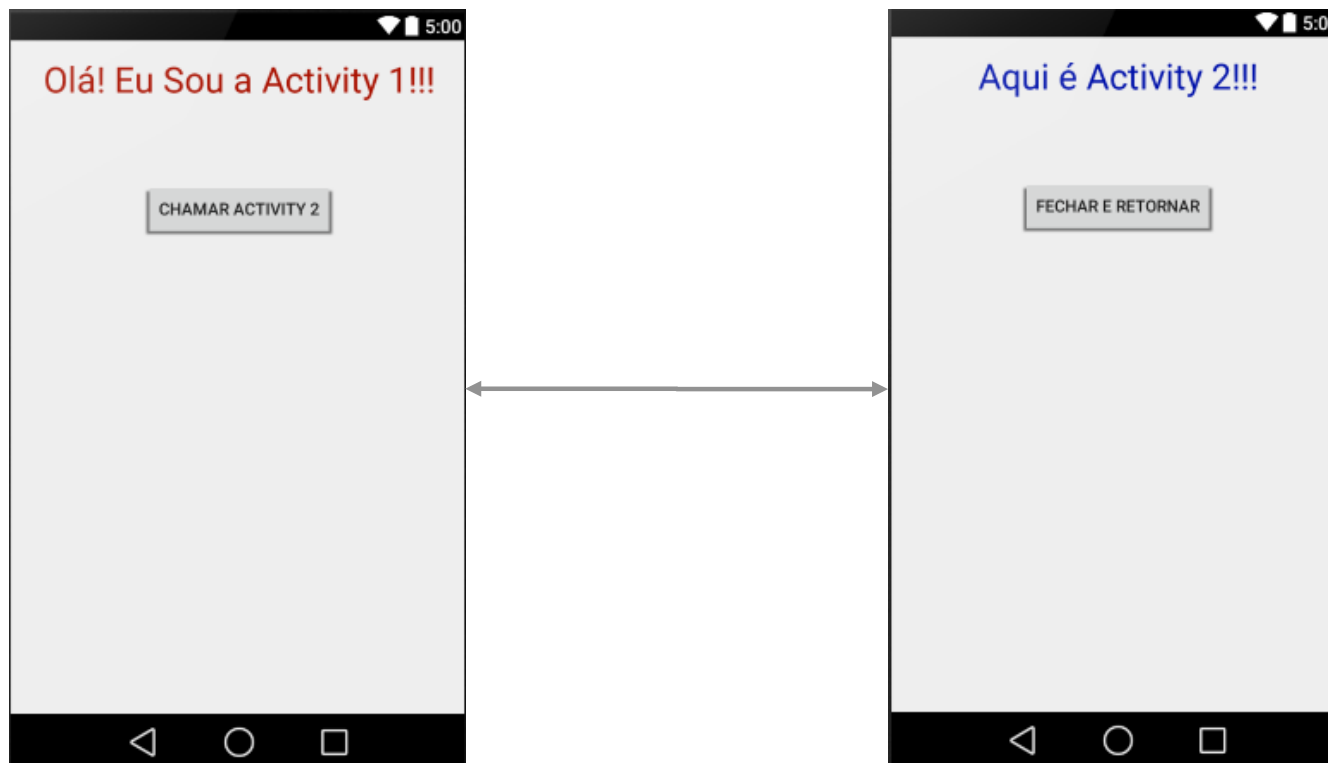 5:00
Olá! Eu Sou a Activity 1!!!
CHAMAR ACTIVITY 2
5:0
Aqui é Activity 2!!!
FECHAR E RETORNAR